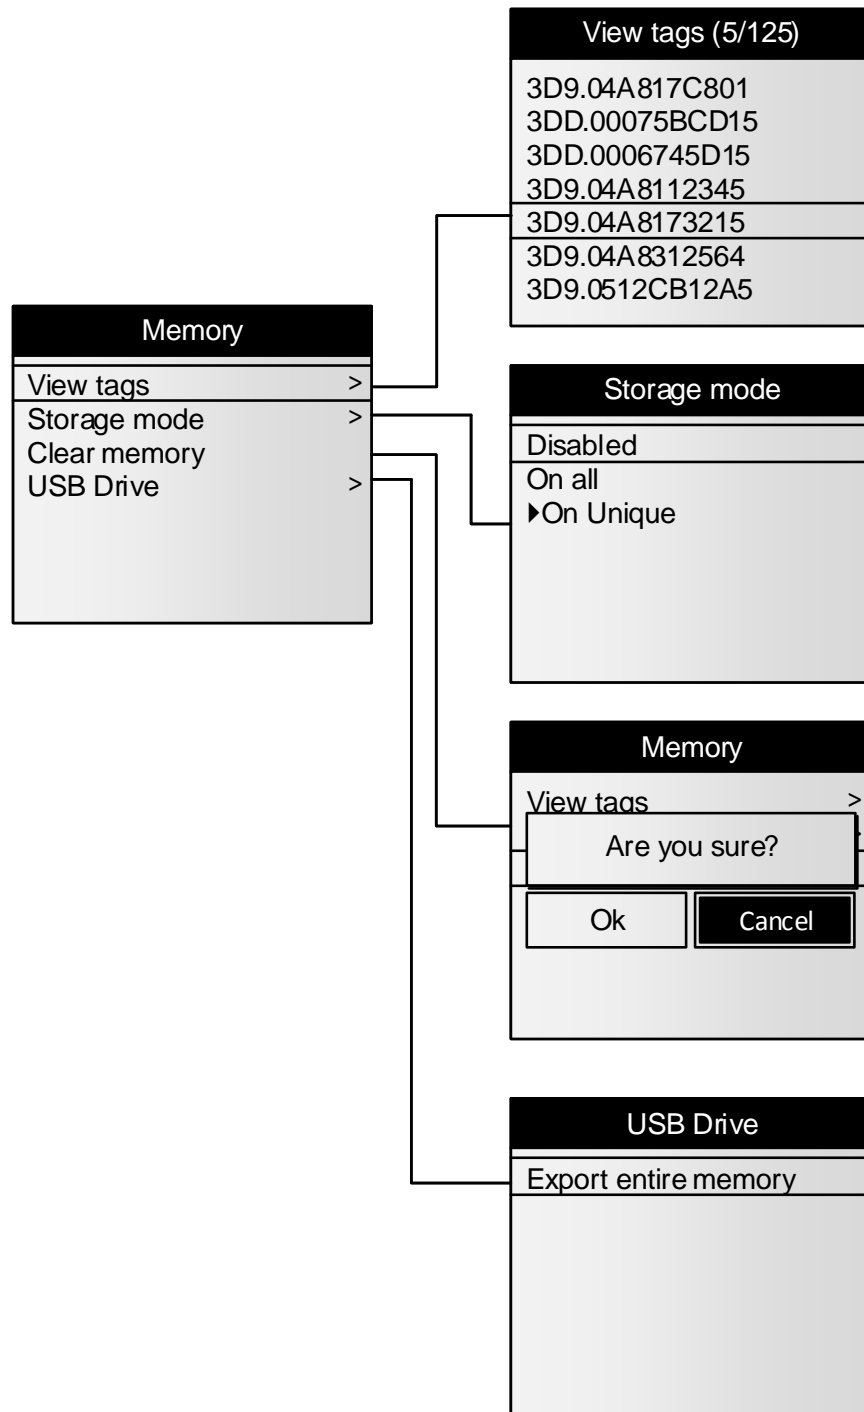 Memory
View tags >
Storage mode >
Clear memory
USB Drive >
View tags (5/125)
3D9.04A817C801
3DD.00075BCD15
3DD.0006745D15
3D9.04A8112345
3D9.04A8173215
3D9.04A8312564
3D9.0512CB12A5
Storage mode
Disabled
On all
▶On Unique
Memory
View tags >
Are you sure?
Ok Cancel
USB Drive
Export entire memory